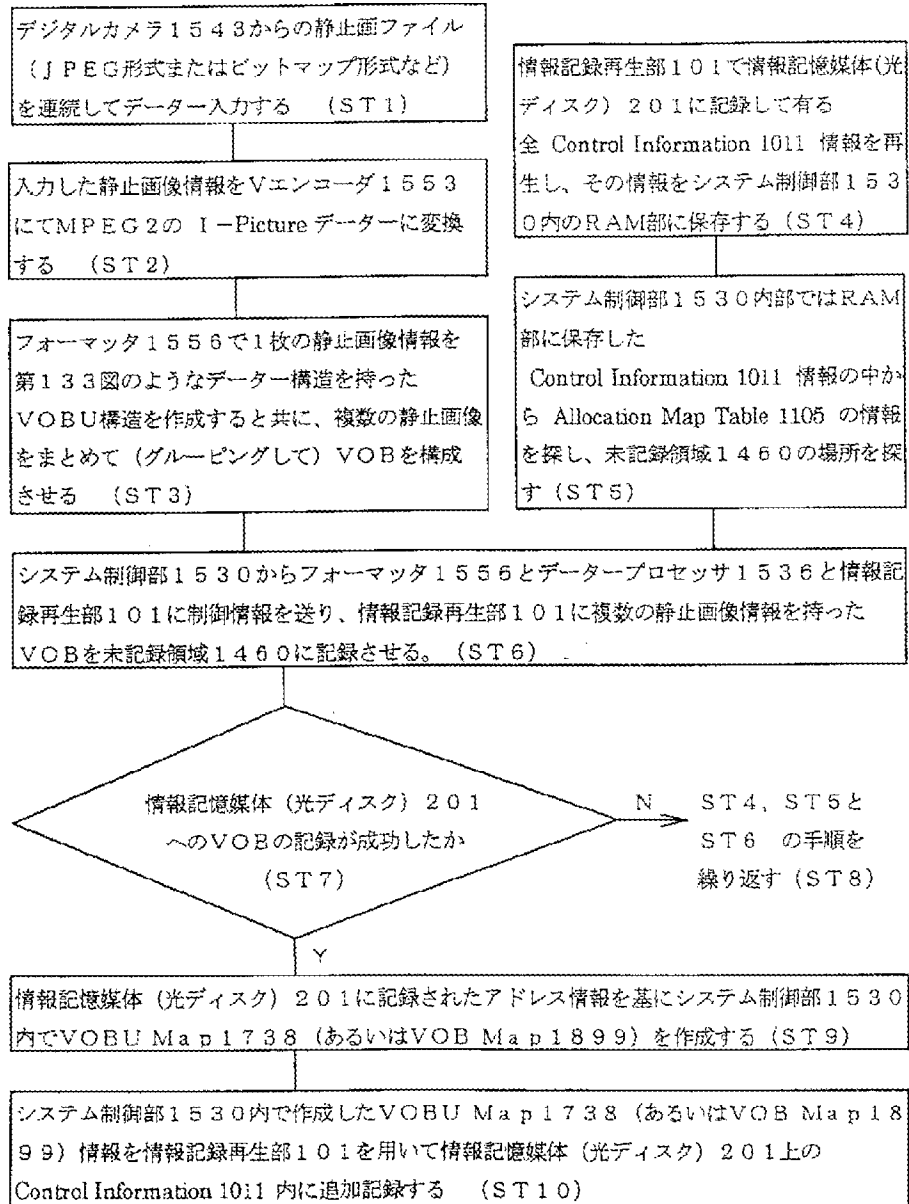 デジタルカメラ１５４３からの静止画ファイル
（ＪＰＥＧ形式またはビットマップ形式など）
を連続してデーター入力する　（ＳＴ１）
入力した静止画像情報をＶエンコーダ１５５３
にてＭＰＥＧ２の Ｉ－Picture データーに変換
する　（ＳＴ２）
フォーマッタ１５５６で１枚の静止画像情報を
第１３３図のようなデーター構造を持った
ＶＯＢＵ構造を作成すると共に、複数の静止画像
をまとめて（グルーピングして）ＶＯＢを構成
させる　（ＳＴ３）
情報記録再生部１０１で情報記憶媒体(光
ディスク）２０１に記録して有る
全 Control Information 1011 情報を再
生し、その情報をシステム制御部１５３
０内のＲＡＭ部に保存する（ＳＴ４）
システム制御部１５３０内部ではＲＡＭ
部に保存した
Control Information 1011 情報の中か
ら Allocation Map Table 1105 の情報
を探し、未記録領域１４６０の場所を探
す（ＳＴ５）
システム制御部１５３０からフォーマッタ１５５６とデータープロセッサ１５３６と情報記
録再生部１０１に制御情報を送り、情報記録再生部１０１に複数の静止画像情報を持った
ＶＯＢを未記録領域１４６０に記録させる。（ＳＴ６）
情報記憶媒体（光ディスク）２０１
へのＶＯＢの記録が成功したか
（ＳＴ７）
Ｎ
ＳＴ４、ＳＴ５と
ＳＴ６　の手順を
繰り返す（ＳＴ８）
Ｙ
情報記憶媒体（光ディスク）２０１に記録されたアドレス情報を基にシステム制御部１５３０
内でＶＯＢＵ Ｍａｐ１７３８（あるいはＶＯＢ Ｍａｐ１８９９）を作成する（ＳＴ９）
システム制御部１５３０内で作成したＶＯＢＵ Ｍａｐ１７３８（あるいはＶＯＢ Ｍａｐ１８
９９）情報を情報記録再生部１０１を用いて情報記憶媒体（光ディスク）２０１上の
Control Information 1011 内に追加記録する　（ＳＴ１０）